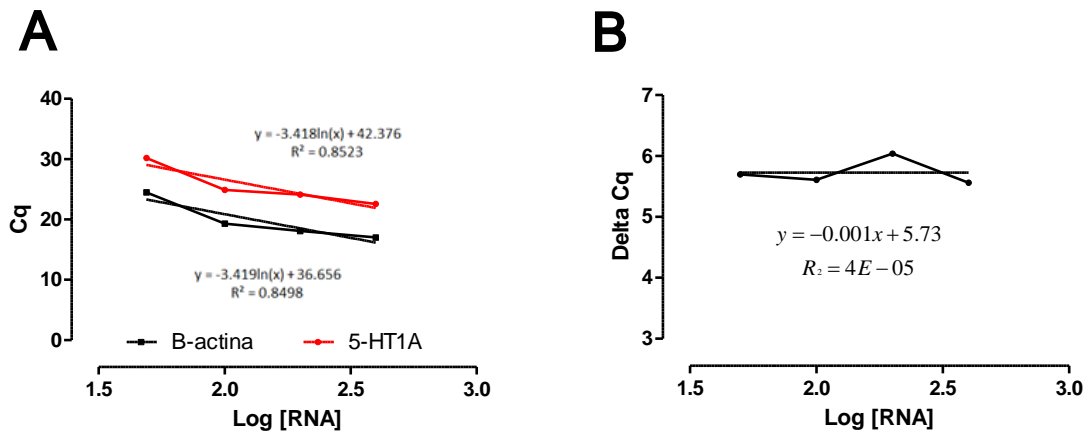 A
40
30
20
10
0
Cq
y = -3.418ln(x) + 42.376
R² = 0.8523
y = -3.419ln(x) + 36.656
R² = 0.8498
B-actina
5-HT1A
1.5 2.0 2.5 3.0
Log [RNA]
B
7
6
5
4
3
Delta Cq
y = −0.001x + 5.73
R₂ = 4E − 05
1.5 2.0 2.5 3.0
Log [RNA]